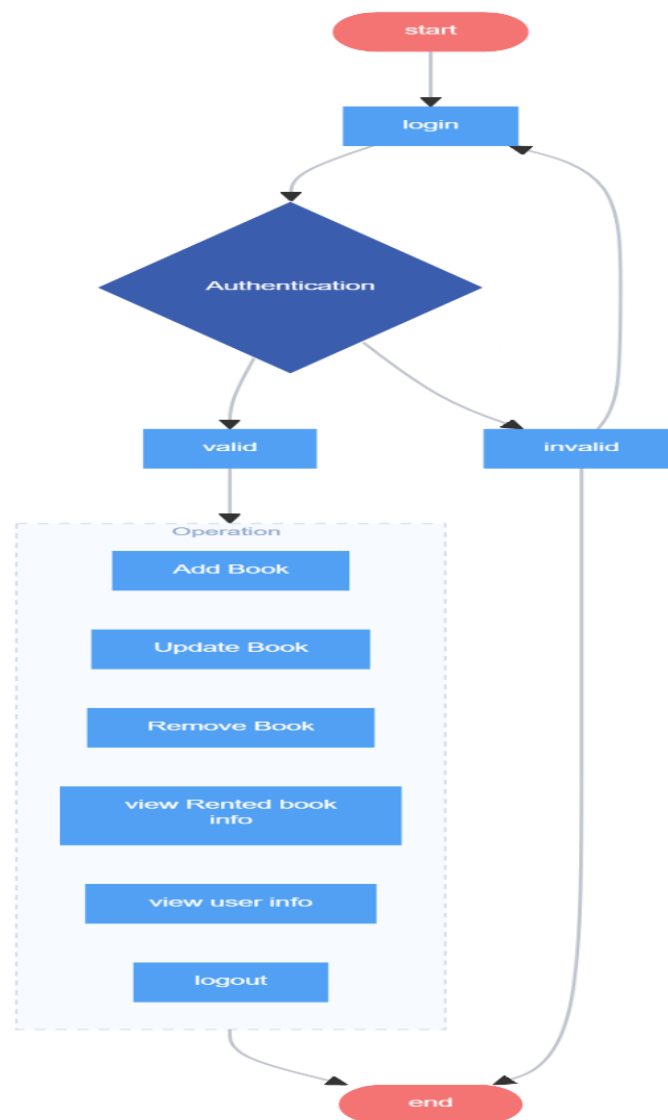 start
login
Authentication
valid
invalid
Operation
Add Book
Update Book
Remove Book
view Rented book
info
view user info
logout
end